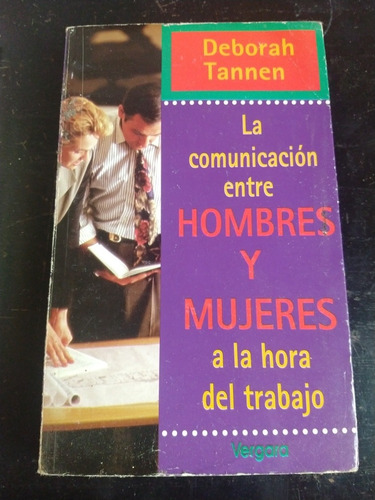 Deborah
Tannen
La
comunicación
entre
HOMBRES
Y
MUJERES
a la hora
del trabajo
Vergara